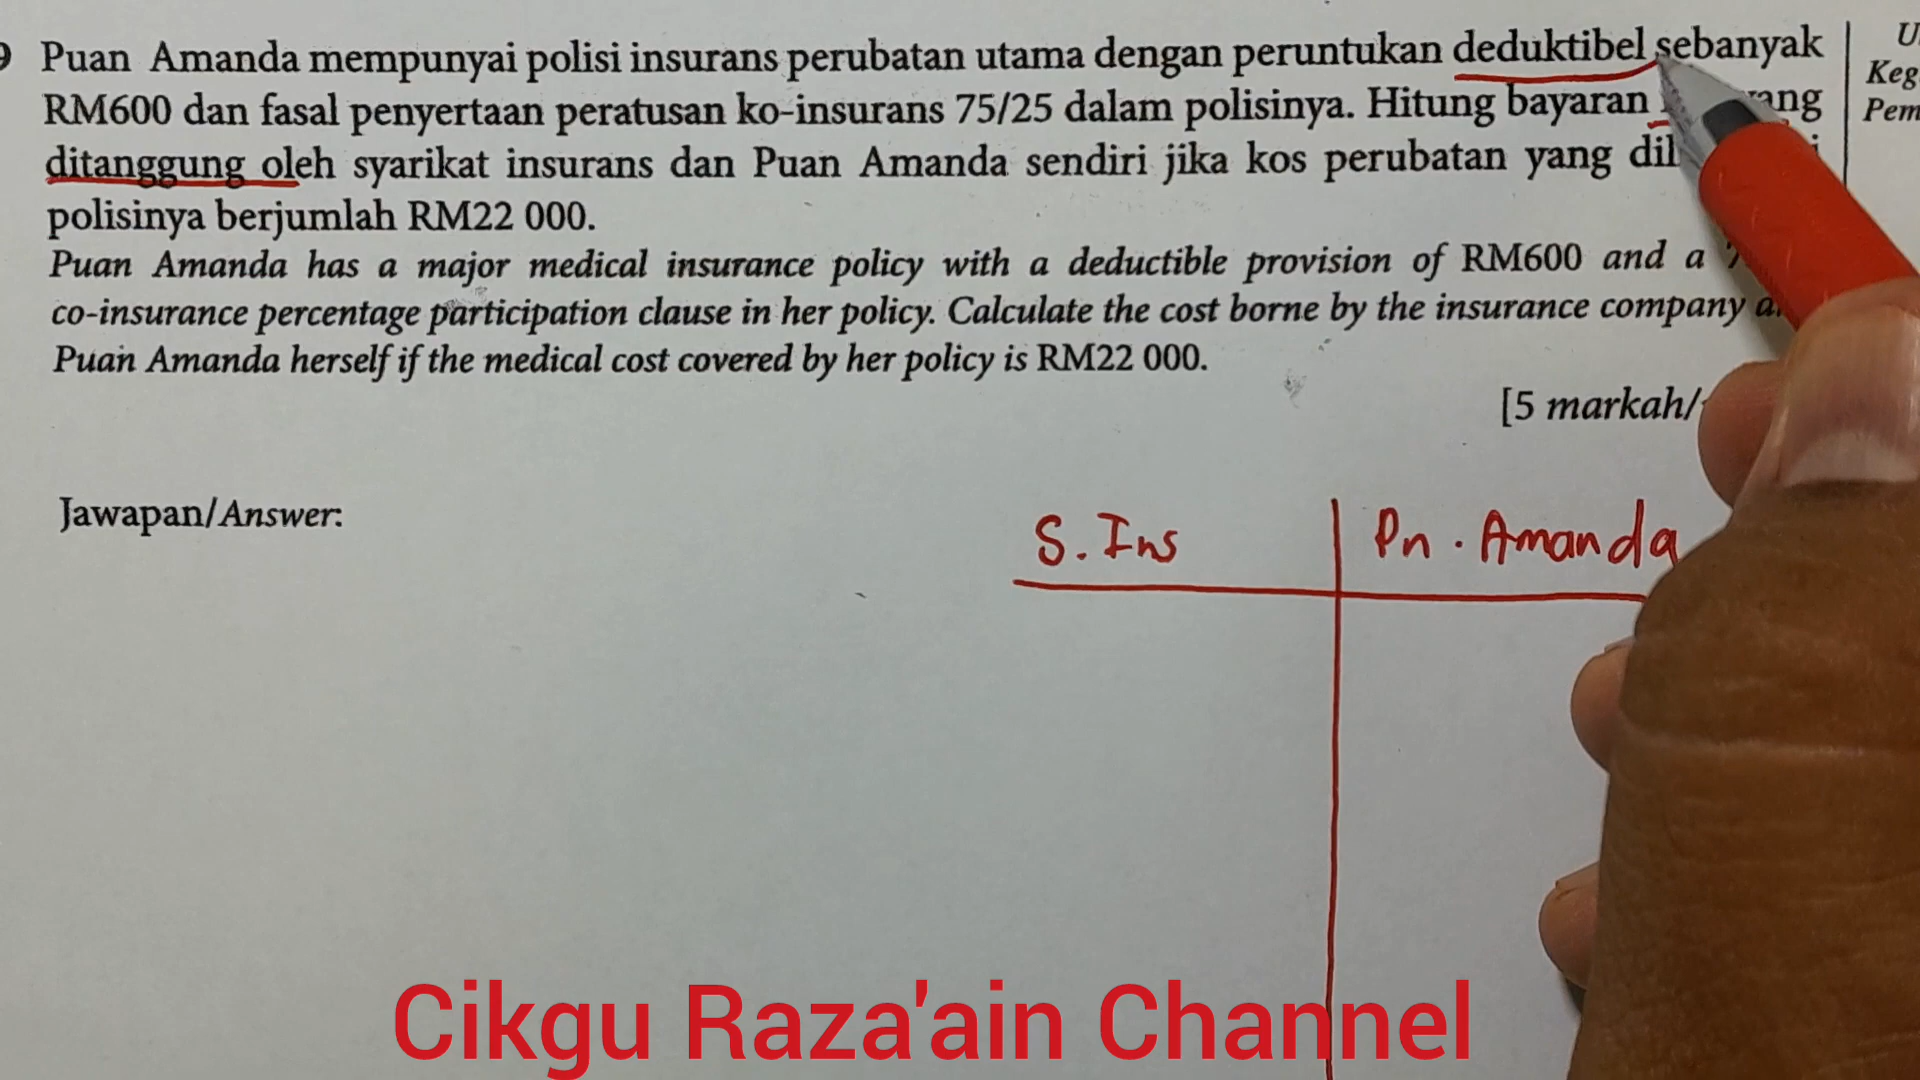 Puan Amanda mempunyai polisi insurans perubatan utama dengan peruntukan deduktibel sebanyak
RM600 dan fasal penyertaan peratusan ko-insurans 75/25 dalam polisinya. Hitung bayaran
ditanggung oleh syarikat insurans dan Puan Amanda sendiri jika kos perubatan yang
polisinya berjumlah RM22 000.
Puan Amanda has a major medical insurance policy with a deductible provision of RM600 and a
co-insurance percentage participation clause in her policy. Calculate the cost borne by the insurance company
Puan Amanda herself if the medical cost covered by her policy is RM22 000.
[5 markah/
Jawapan/Answer:
S. Ins
Pn. Amanda
Cikgu Raza'ain Channel